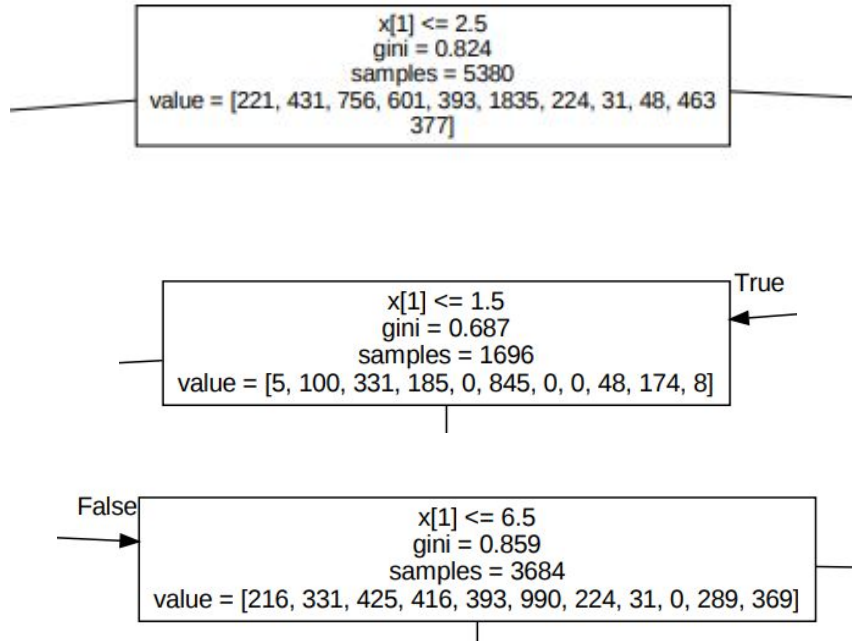 x[1] <= 2.5
gini = 0.824
samples = 5380
value = [221, 431, 756, 601, 393, 1835, 224, 31, 48, 463
377]
True
x[1] <= 1.5
gini = 0.687
samples = 1696
value = [5, 100, 331, 185, 0, 845, 0, 0, 48, 174, 8]
False
x[1] <= 6.5
gini = 0.859
samples = 3684
value = [216, 331, 425, 416, 393, 990, 224, 31, 0, 289, 369]